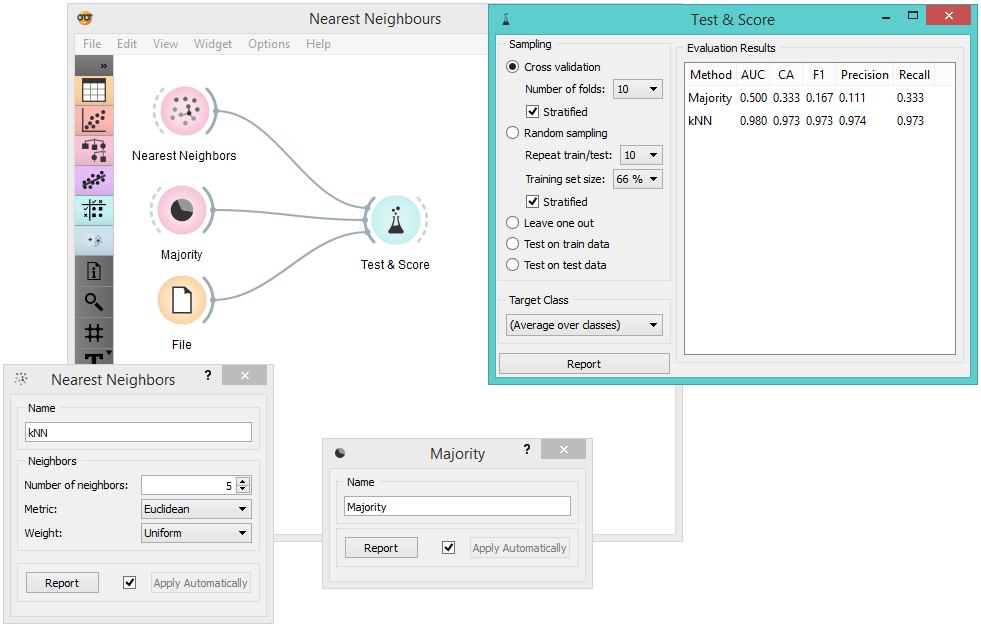 Nearest Neighbours
File Edit View Widget Options Help
»
Nearest Neighbors
Majority
File
Test & Score
T
Test & Score
Sampling
Cross validation
Number of folds: 10
Stratified
Random sampling
Repeat train/test: 10
Training set size: 66 %
Stratified
Leave one out
Test on train data
Test on test data
Target Class
(Average over classes)
Report
Evaluation Results
Method AUC CA F1 Precision Recall
Majority 0.500 0.333 0.167 0.111 0.333
kNN 0.980 0.973 0.973 0.974 0.973
Nearest Neighbors ?
Name
kNN
Neighbors
Number of neighbors: 5
Metric: Euclidean
Weight: Uniform
Report Apply Automatically
Majority ?
Name
Majority
Report Apply Automatically